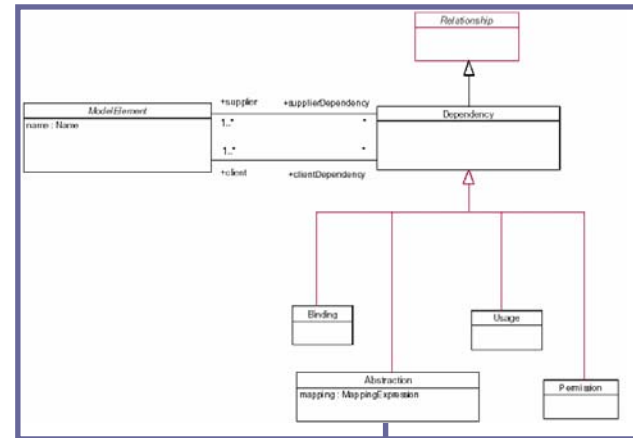 Relationship
+supplier +supplierDependency
ModelElement
Dependency
name : Name
1..* *
1..* *
+client +clientDependency
Binding
Usage
Abstraction
mapping : MappingExpression
Permission